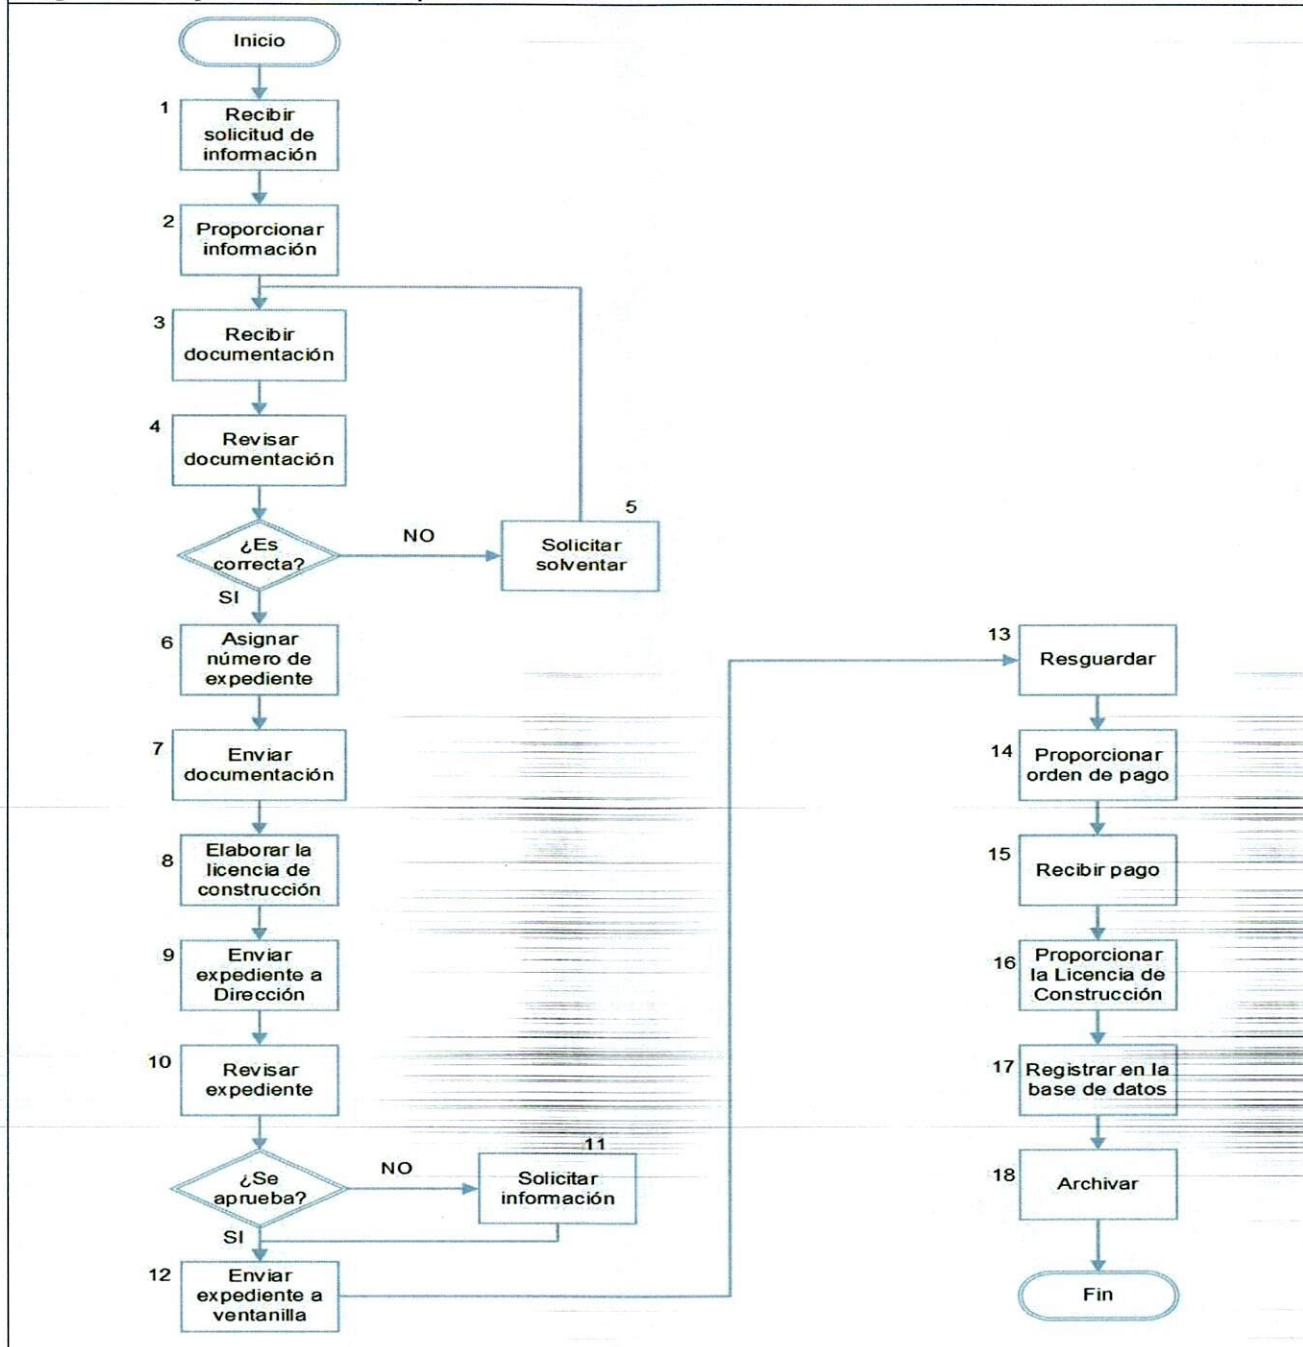 Inicio
1
Recibir
solicitud de
información
2
Proporcionar
información
3
Recibir
documentación
4
Revisar
documentación
¿Es
correcta?
NO
5
Solicitar
solventar
SI
6
Asignar
número de
expediente
7
Enviar
documentación
8
Elaborar la
licencia de
construcción
9
Enviar
expediente a
Dirección
10
Revisar
expediente
¿Se
aprueba?
NO
11
Solicitar
información
SI
12
Enviar
expediente a
ventanilla
13
Resguardar
14
Proporcionar
orden de pago
15
Recibir pago
16
Proporcionar
la Licencia de
Construcción
17
Registrar en la
base de datos
18
Archivar
Fin